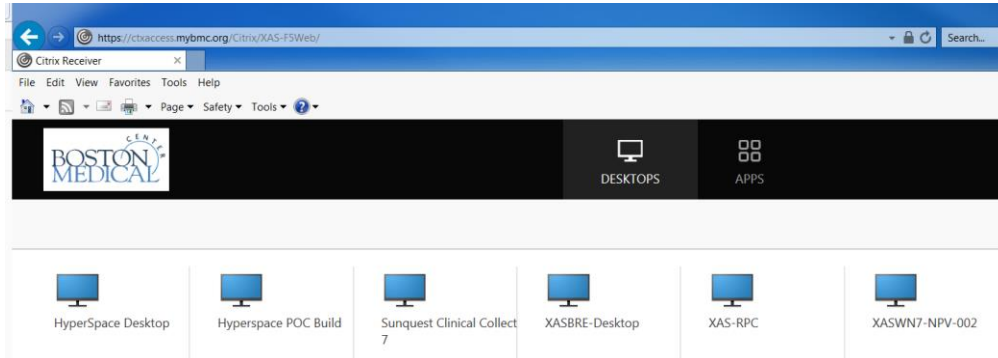 https://ctxaccess.mybmc.org/Citrix/XAS-F5Web/
Search...
Citrix Receiver
File Edit View Favorites Tools Help
Page Safety Tools
BOSTON
CENTER
MEDICAL
DESKTOPS
APPS
HyperSpace Desktop
Hyperspace POC Build
Sunquest Clinical Collect
7
XASBRE-Desktop
XAS-RPC
XASWN7-NPV-002